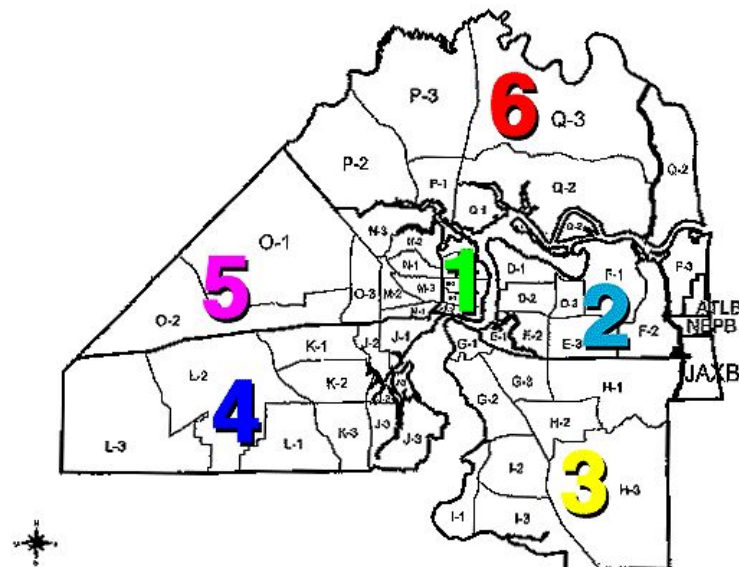 P-3
6
Q-3
P-2
Q-2
P-1
Q-2
Q-1
N-3
O-1
N-2
F-3
N-1
D-1
F-1
1
5
M-3
O-3
M-2
D-2
D-3
2
ATLB
O-2
NEPB
J-2
J-1
G-1
E-1
E-2
E-3
F-2
K-1
JAXB
L-2
K-2
G-3
H-1
G-2
4
H-2
L-3
L-1
K-3
J-3
J-3
I-2
3
H-3
I-1
I-3